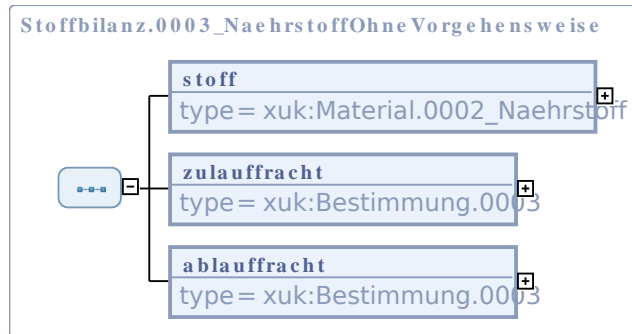 Stoffbilanz.0003_NaehrstoffOhneVorgehensweise
stoff
type= xuk:Material.0002_Naehrstoff
zulauffracht
type= xuk:Bestimmung.0003
ablauffracht
type= xuk:Bestimmung.0003